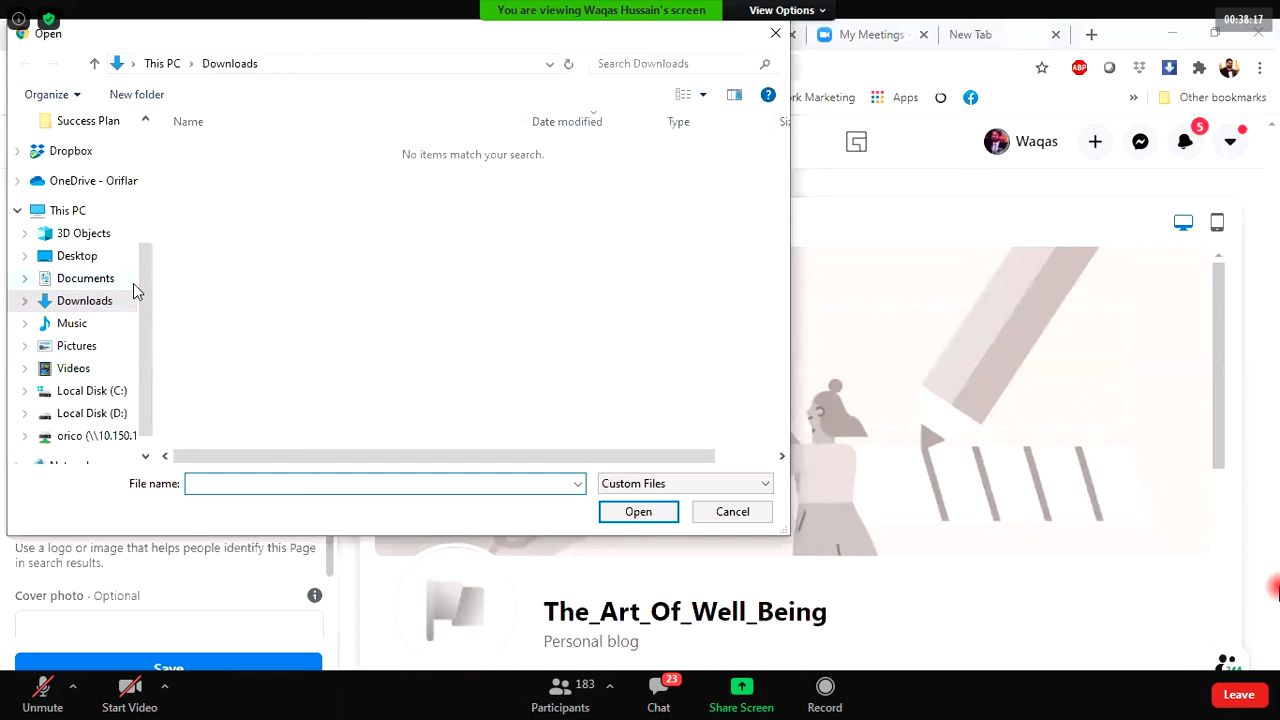 You are viewing Waqas Hussain's screen
View Options
00:38:17
Open
My Meetings -
New Tab
This PC
Downloads
Search Downloads
ABP
Organize
New folder
rk Marketing
Apps
Other bookmarks
Success Plan
Name
Date modified
Type
Siz
No items match your search.
Dropbox
OneDrive - Oriflar
This PC
3D Objects
Desktop
Documents
Downloads
Music
Pictures
Videos
Local Disk (C:)
Local Disk (D:)
orico (\\10.150.1
Waqas
5
File name:
Custom Files
Open
Cancel
Use a logo or image that helps people identify this Page
in search results.
Cover photo · Optional
Save
The_Art_Of_Well_Being
Personal blog
Unmute
Start Video
183
Participants
23
Chat
Share Screen
Record
Leave